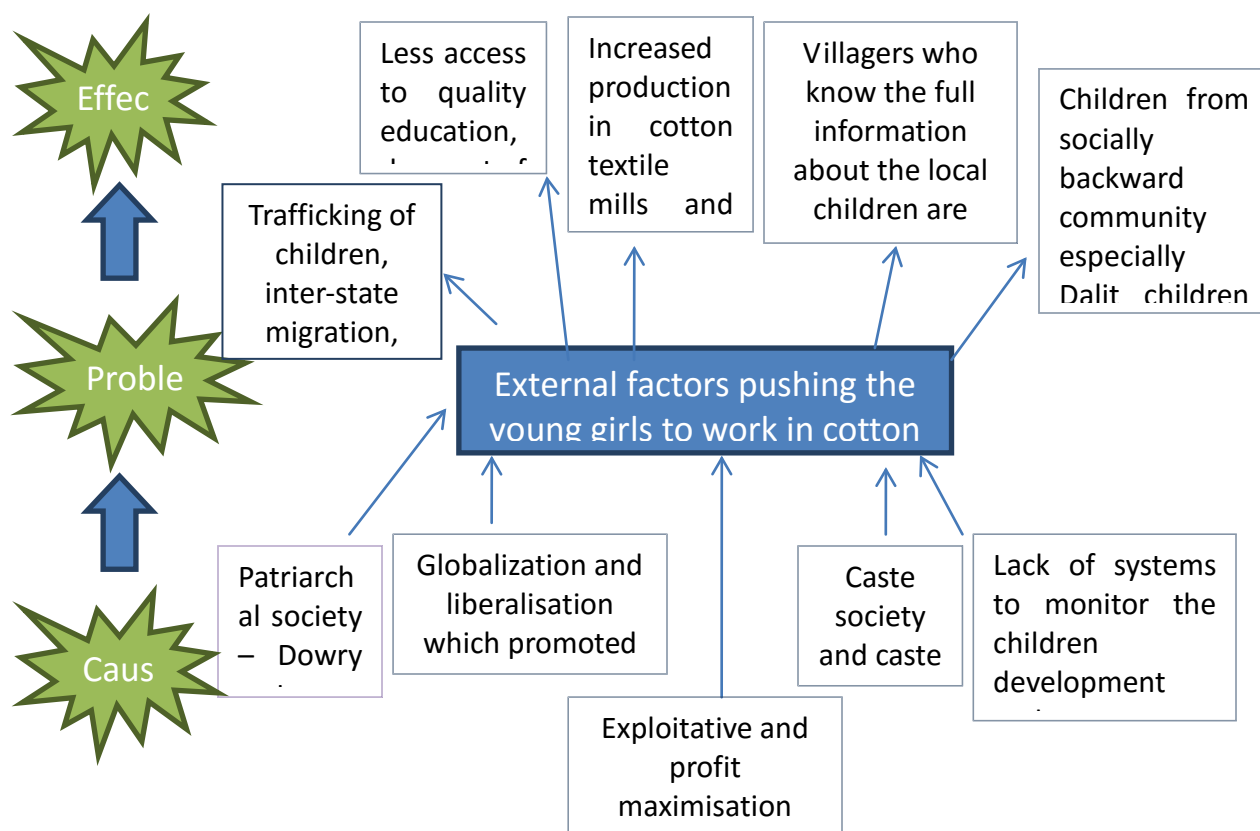 Effec
Less access
to quality
education,
Increased
production
in cotton
textile
mills and
Villagers who
know the full
information
about the local
children are
Children from
socially
backward
community
especially
Dalit children
Trafficking of
children,
inter-state
migration,
Proble
External factors pushing the
young girls to work in cotton
Patriarch
al society
– Dowry
Globalization and
liberalisation
which promoted
Caste
society
and caste
Lack of systems
to monitor the
children
development
Caus
Exploitative and
profit
maximisation